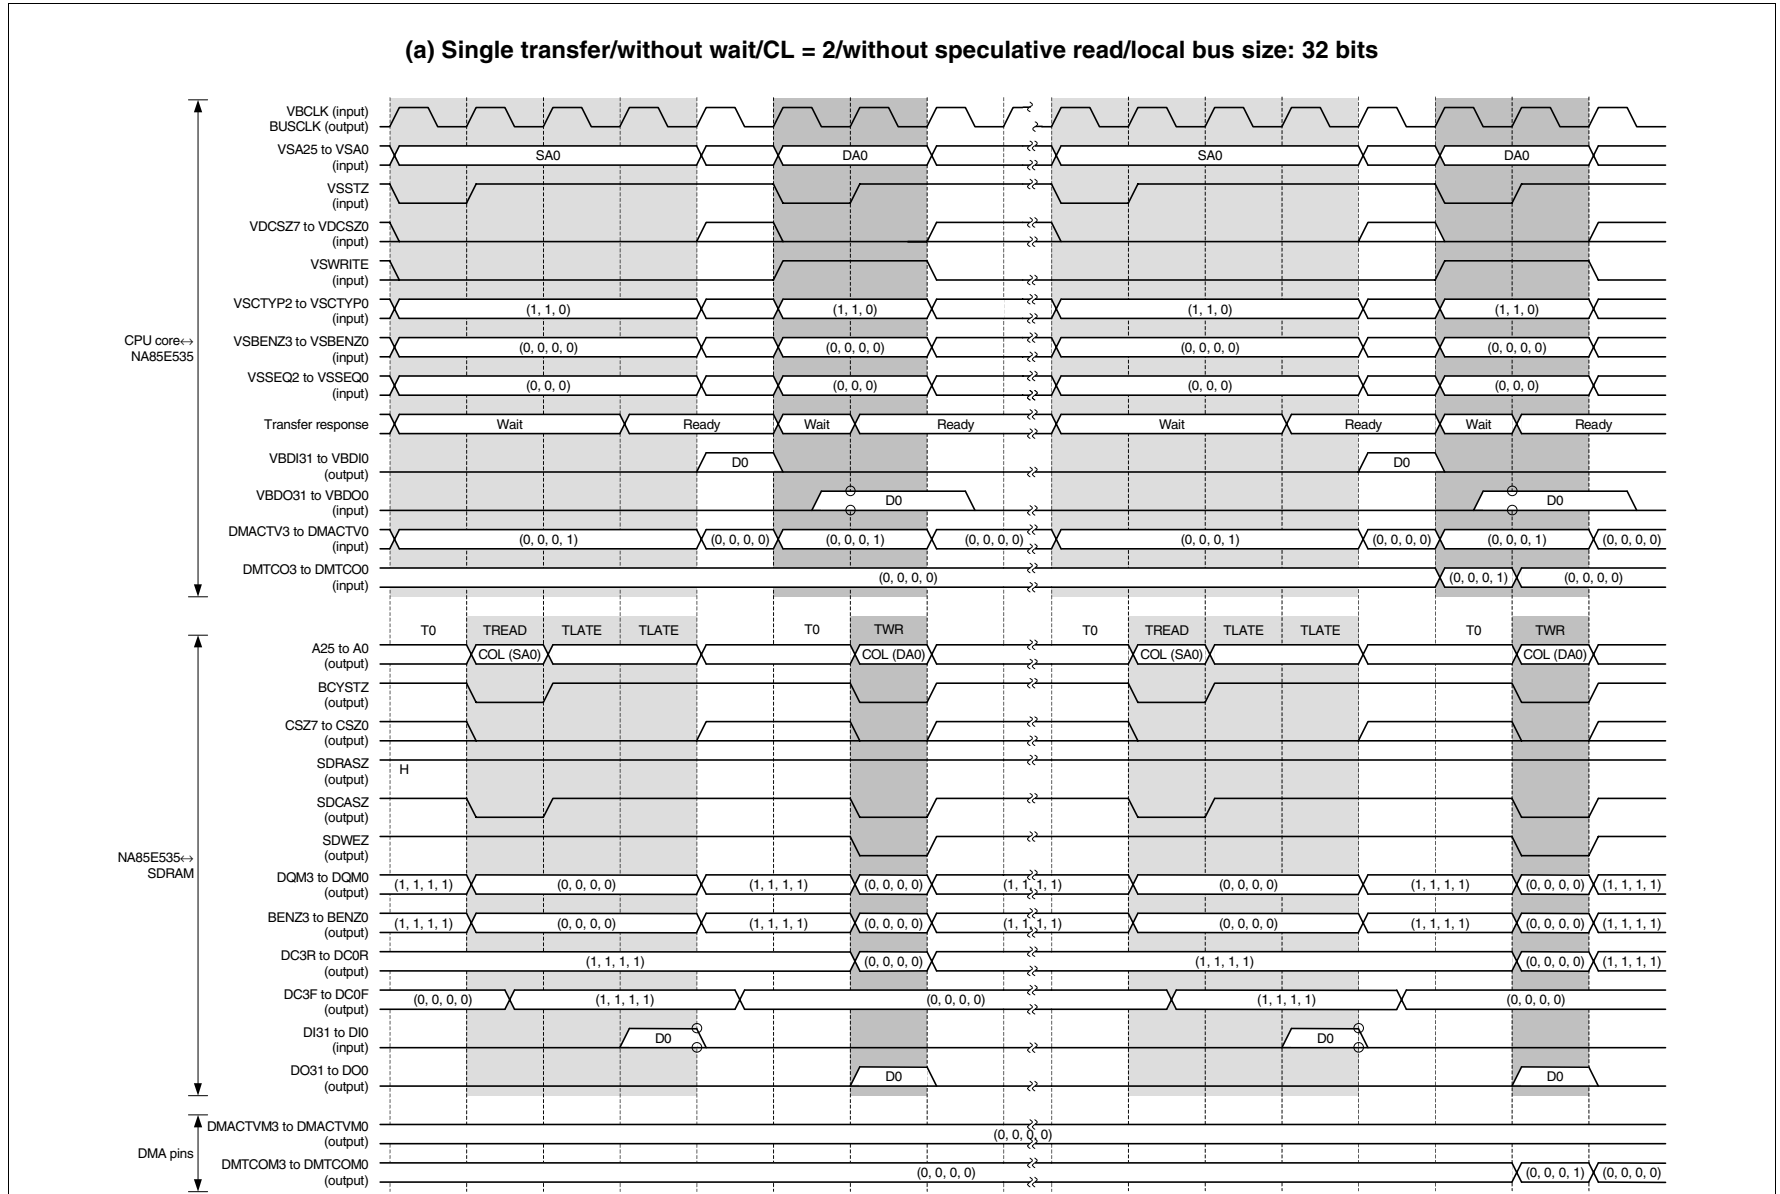 (a) Single transfer/without wait/CL = 2/without speculative read/local bus size: 32 bits
VBCLK (input)
BUSCLK (output)
VSA25 to VSA0
(input)
SA0 DA0 SA0 DA0
VSSTZ
(input)
VDCSZ7 to VDCSZ0
(input)
VSWRITE
(input)
VSCTYP2 to VSCTYP0
(input)
(1, 1, 0) (1, 1, 0) (1, 1, 0) (1, 1, 0)
CPU core↔
NA85E535
VSBENZ3 to VSBENZ0
(input)
(0, 0, 0, 0) (0, 0, 0, 0) (0, 0, 0, 0) (0, 0, 0, 0)
VSSEQ2 to VSSEQ0
(input)
(0, 0, 0) (0, 0, 0) (0, 0, 0) (0, 0, 0)
Transfer response Wait Ready Wait Ready Wait Ready Wait Ready
VBDI31 to VBDI0
(output)
D0 D0
VBDO31 to VBDO0
(input)
D0 D0
DMACTV3 to DMACTV0
(input)
(0, 0, 0, 1) (0, 0, 0, 0) (0, 0, 0, 1) (0, 0, 0, 0) (0, 0, 0, 1) (0, 0, 0, 0) (0, 0, 0, 1) (0, 0, 0, 0)
DMTCO3 to DMTCO0
(input)
(0, 0, 0, 0) (0, 0, 0, 1) (0, 0, 0, 0)
T0 TREAD TLATE TLATE T0 TWR T0 TREAD TLATE TLATE T0 TWR
A25 to A0
(output)
COL (SA0) COL (DA0) COL (SA0) COL (DA0)
BCYSTZ
(output)
CSZ7 to CSZ0
(output)
SDRASZ
(output)
H
SDCASZ
(output)
SDWEZ
(output)
NA85E535↔
SDRAM
DQM3 to DQM0
(output)
(1, 1, 1, 1) (0, 0, 0, 0) (1, 1, 1, 1) (0, 0, 0, 0) (1, 1, 1, 1) (0, 0, 0, 0) (1, 1, 1, 1) (0, 0, 0, 0) (1, 1, 1, 1)
BENZ3 to BENZ0
(output)
(1, 1, 1, 1) (0, 0, 0, 0) (1, 1, 1, 1) (0, 0, 0, 0) (1, 1, 1, 1) (0, 0, 0, 0) (1, 1, 1, 1) (0, 0, 0, 0) (1, 1, 1, 1)
DC3R to DC0R
(output)
(1, 1, 1, 1) (0, 0, 0, 0) (1, 1, 1, 1) (0, 0, 0, 0) (1, 1, 1, 1)
DC3F to DC0F
(output)
(0, 0, 0, 0) (1, 1, 1, 1) (0, 0, 0, 0) (1, 1, 1, 1) (0, 0, 0, 0)
DI31 to DI0
(input)
D0 D0
DO31 to DO0
(output)
D0 D0
DMACTVM3 to DMACTVM0
(output)
(0, 0, 0, 0)
DMA pins
DMTCOM3 to DMTCOM0
(output)
(0, 0, 0, 0) (0, 0, 0, 1) (0, 0, 0, 0)